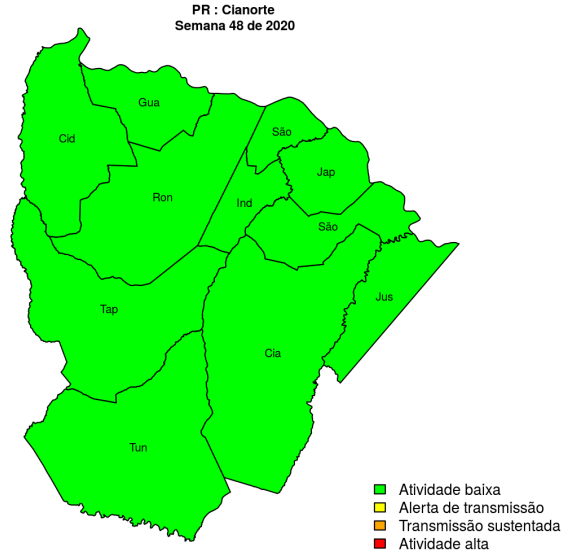 PR : Cianorte
Semana 48 de 2020
Gua
Cid
São
Jap
Ron
Ind
São
Jus
Tap
Cia
Tun
Atividade baixa
Alerta de transmissão
Transmissão sustentada
Atividade alta